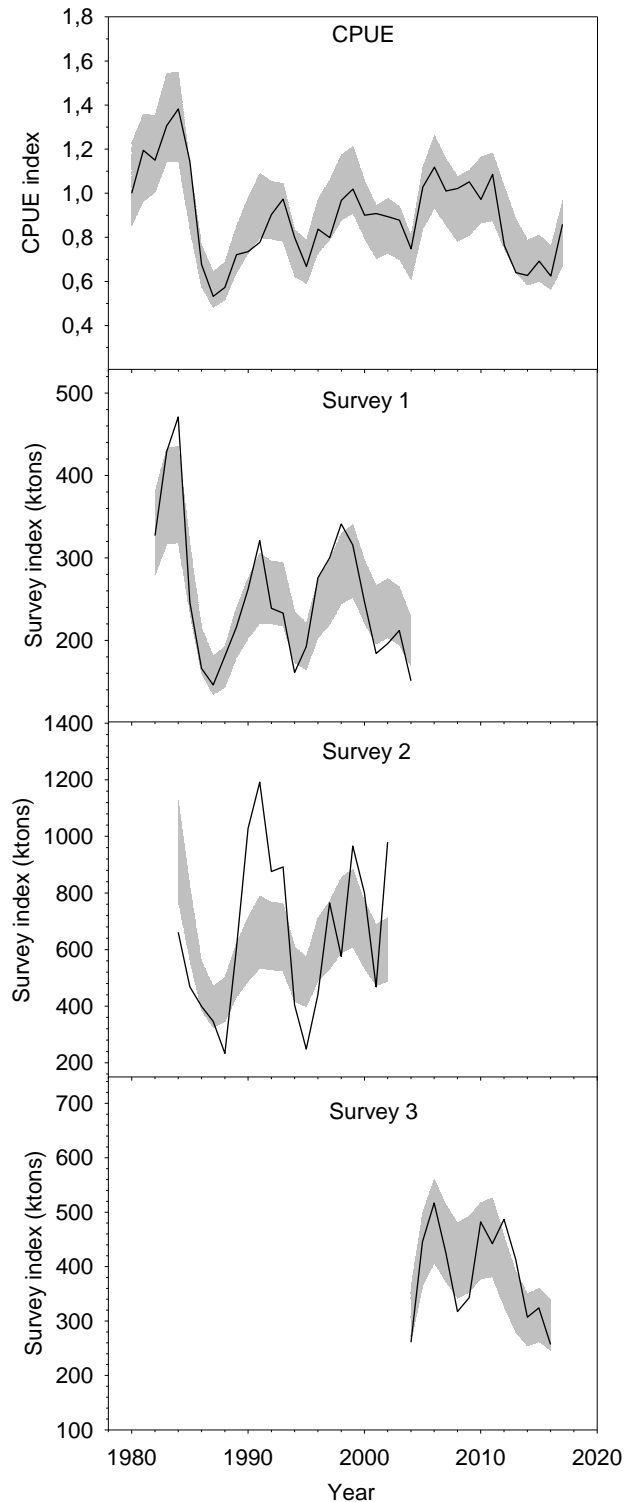 CPUE
1,8
1,6
1,4
1,2
1,0
0,8
0,6
0,4
CPUE index
Survey 1
500
400
300
200
Survey index (ktons)
Survey 2
1400
1200
1000
800
600
400
200
Survey index (ktons)
Survey 3
700
600
500
400
300
200
100
Survey index (ktons)
1980 1990 2000 2010 2020
Year